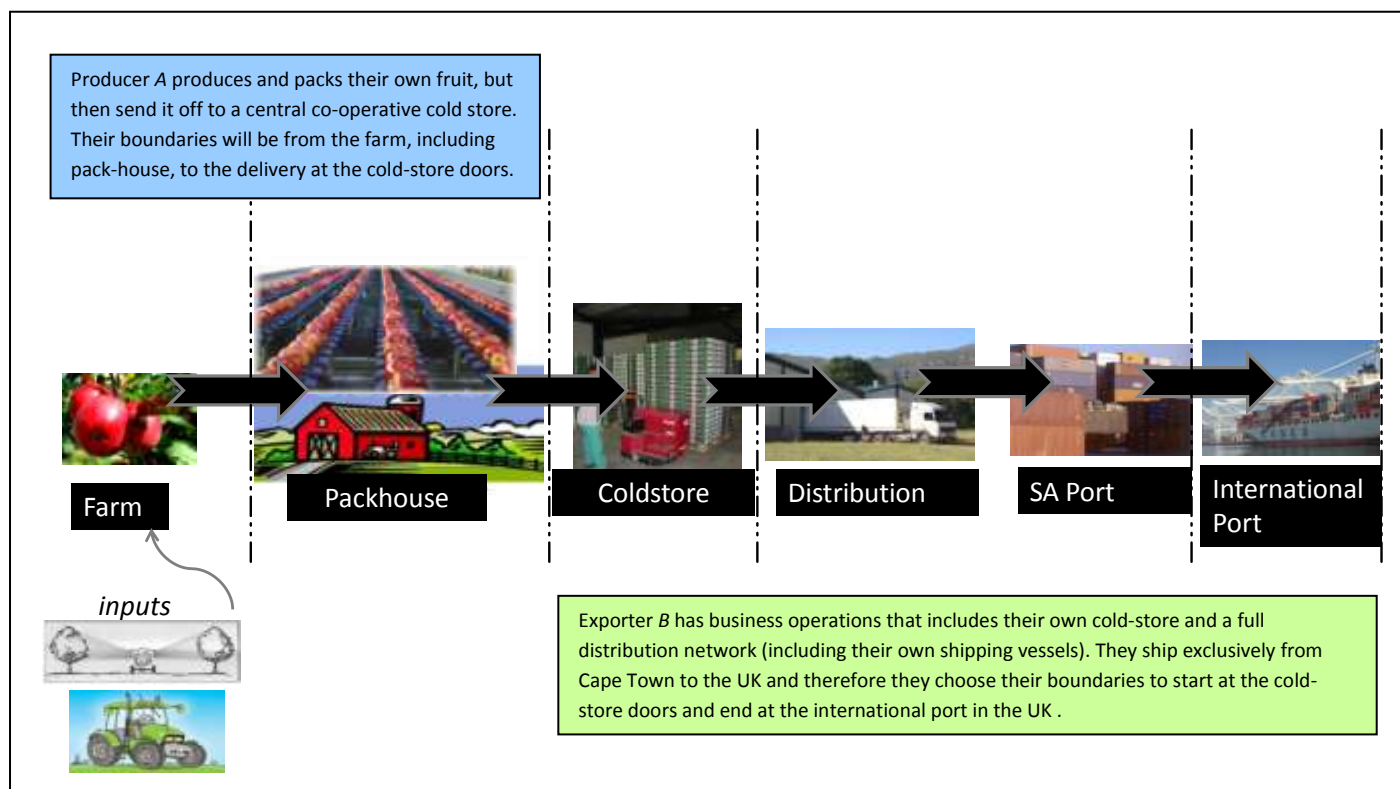 Producer A produces and packs their own fruit, but
then send it off to a central co-operative cold store.
Their boundaries will be from the farm, including
pack-house, to the delivery at the cold-store doors.
Farm
Packhouse
Coldstore
Distribution
SA Port
International
Port
inputs
Exporter B has business operations that includes their own cold-store and a full
distribution network (including their own shipping vessels). They ship exclusively from
Cape Town to the UK and therefore they choose their boundaries to start at the cold-
store doors and end at the international port in the UK .